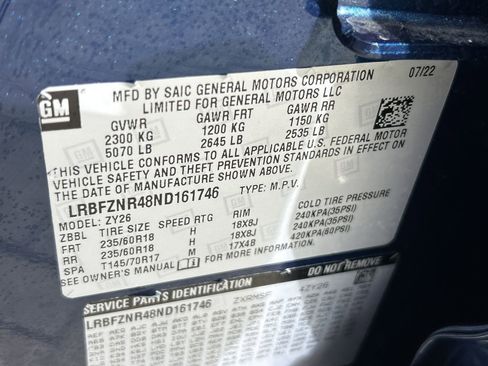 GM
MFD BY SAIC GENERAL MOTORS CORPORATION 07/22
LIMITED FOR GENERAL MOTORS LLC
GVWR GAWR FRT GAWR RR
2300 KG 1200 KG 1150 KG
5070 LB 2645 LB 2535 LB
THIS VEHICLE CONFORMS TO ALL APPLICABLE U.S. FEDERAL MOTOR
VEHICLE SAFETY AND THEFT PREVENTION STANDARDS IN EFFECT ON
THE DATE OF MANUFACTURE SHOWN ABOVE.
LRBFZNR48ND161746 TYPE: M.P.V.
MODEL: ZY26
ZBBL TIRE SIZE SPEED RTG RIM COLD TIRE PRESSURE
FRT 235/60R18 H 18X8J 240KPA(35PSI)
RR 235/60R18 H 18X8J 240KPA(35PSI)
SPA T145/70R17 M 17X4B 420KPA(60PSI)
SEE OWNER'S MANUAL FOR MORE INFORMATION
SERVICE PARTS IDENTIFICATION DO NOT REMOVE
LRBFZNR48ND161746 4ZY26